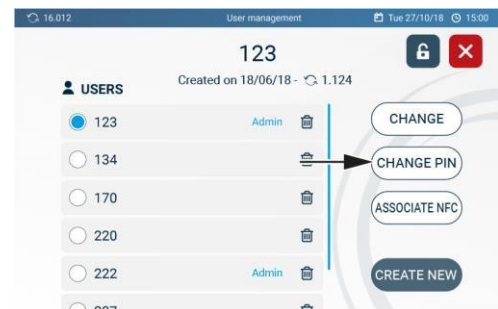 16.012 User management Tue 27/10/18 15:00
123
Created on 18/06/18 - 1.124
USERS
123 Admin
CHANGE
134
CHANGE PIN
170
ASSOCIATE NFC
220
222 Admin
CREATE NEW